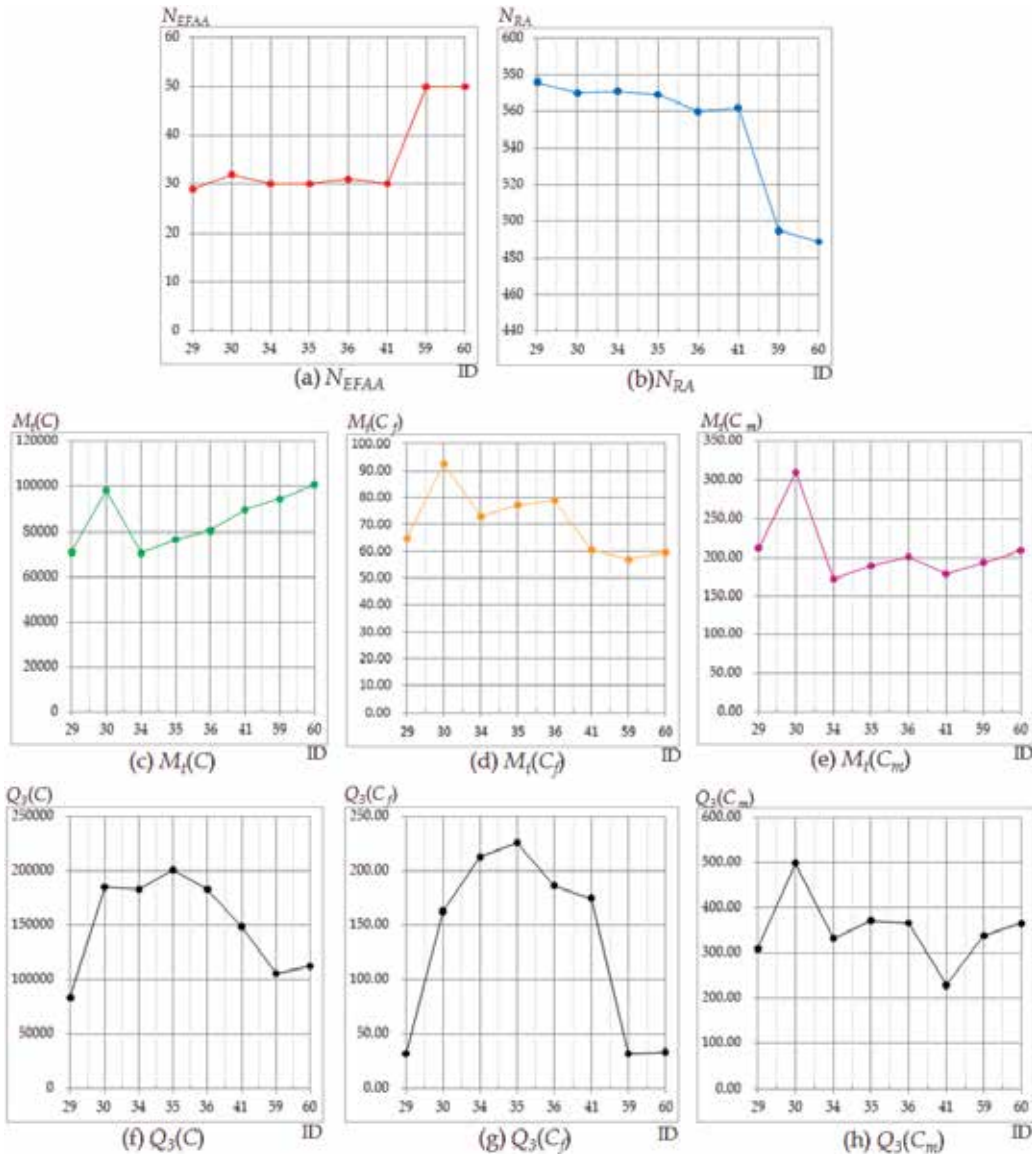 N_EFAA
60
50
40
30
20
10
0
29 30 34 35 36 41 59 60
ID
(a) N_EFAA
N_RA
600
580
560
540
520
500
480
460
440
29 30 34 35 36 41 59 60
ID
(b)N_RA
M_t(C)
120000
100000
80000
60000
40000
20000
0
29 30 34 35 36 41 59 60
ID
(c) M_t(C)
M_t(C_f)
100.00
90.00
80.00
70.00
60.00
50.00
40.00
30.00
20.00
10.00
0.00
29 30 34 35 36 41 59 60
ID
(d) M_t(C_f)
M_t(C_m)
350.00
300.00
250.00
200.00
150.00
100.00
50.00
0.00
29 30 34 35 36 41 59 60
ID
(e) M_t(C_m)
Q_3(C)
250000
200000
150000
100000
50000
0
29 30 34 35 36 41 59 60
ID
(f) Q_3(C)
Q_3(C_f)
250.00
200.00
150.00
100.00
50.00
0.00
29 30 34 35 36 41 59 60
ID
(g) Q_3(C_f)
Q_3(C_m)
600.00
500.00
400.00
300.00
200.00
100.00
0.00
29 30 34 35 36 41 59 60
ID
(h) Q_3(C_m)